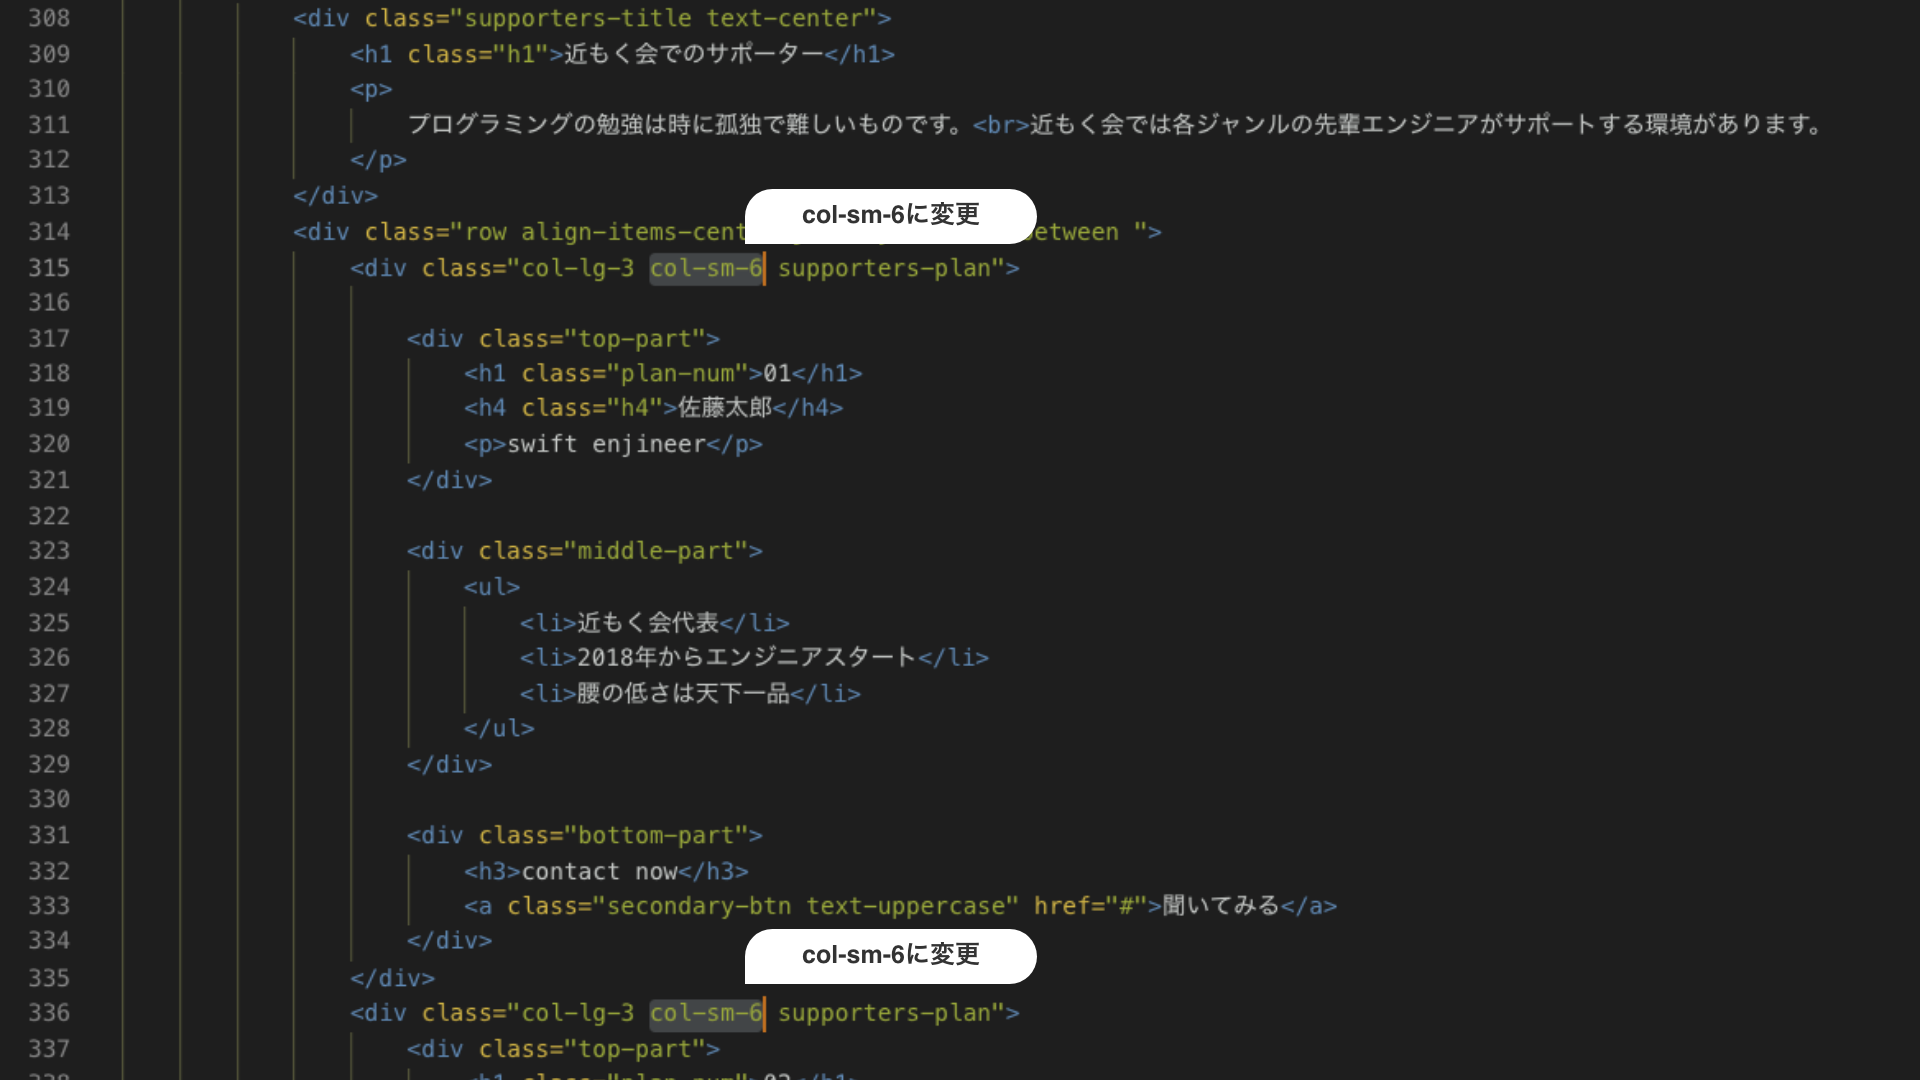 308 <div class="supporters-title text-center">
309 <h1 class="h1">近もく会でのサポーター</h1>
310 <p>
311 プログラミングの勉強は時に孤独で難しいものです。<br>近もく会では各ジャンルの先輩エンジニアがサポートする環境があります。
312 </p>
313 </div>
col-sm-6に変更
314 <div class="row align-items-cent etween ">
315 <div class="col-lg-3 col-sm-6 supporters-plan">
316
317 <div class="top-part">
318 <h1 class="plan-num">01</h1>
319 <h4 class="h4">佐藤太郎</h4>
320 <p>swift enjineer</p>
321 </div>
322
323 <div class="middle-part">
324 <ul>
325 <li>近もく会代表</li>
326 <li>2018年からエンジニアスタート</li>
327 <li>腰の低さは天下一品</li>
328 </ul>
329 </div>
330
331 <div class="bottom-part">
332 <h3>contact now</h3>
333 <a class="secondary-btn text-uppercase" href="#">聞いてみる</a>
334 </div>
col-sm-6に変更
335 </div>
336 <div class="col-lg-3 col-sm-6 supporters-plan">
337 <div class="top-part">